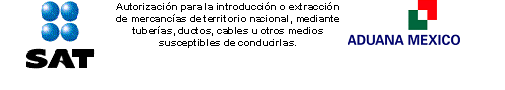 Autorización para la introducción o extracción
de mercancías de territorio nacional, mediante
tuberías, ductos, cables u otros medios
susceptibles de conducirlas.
SAT
ADUANA MEXICO